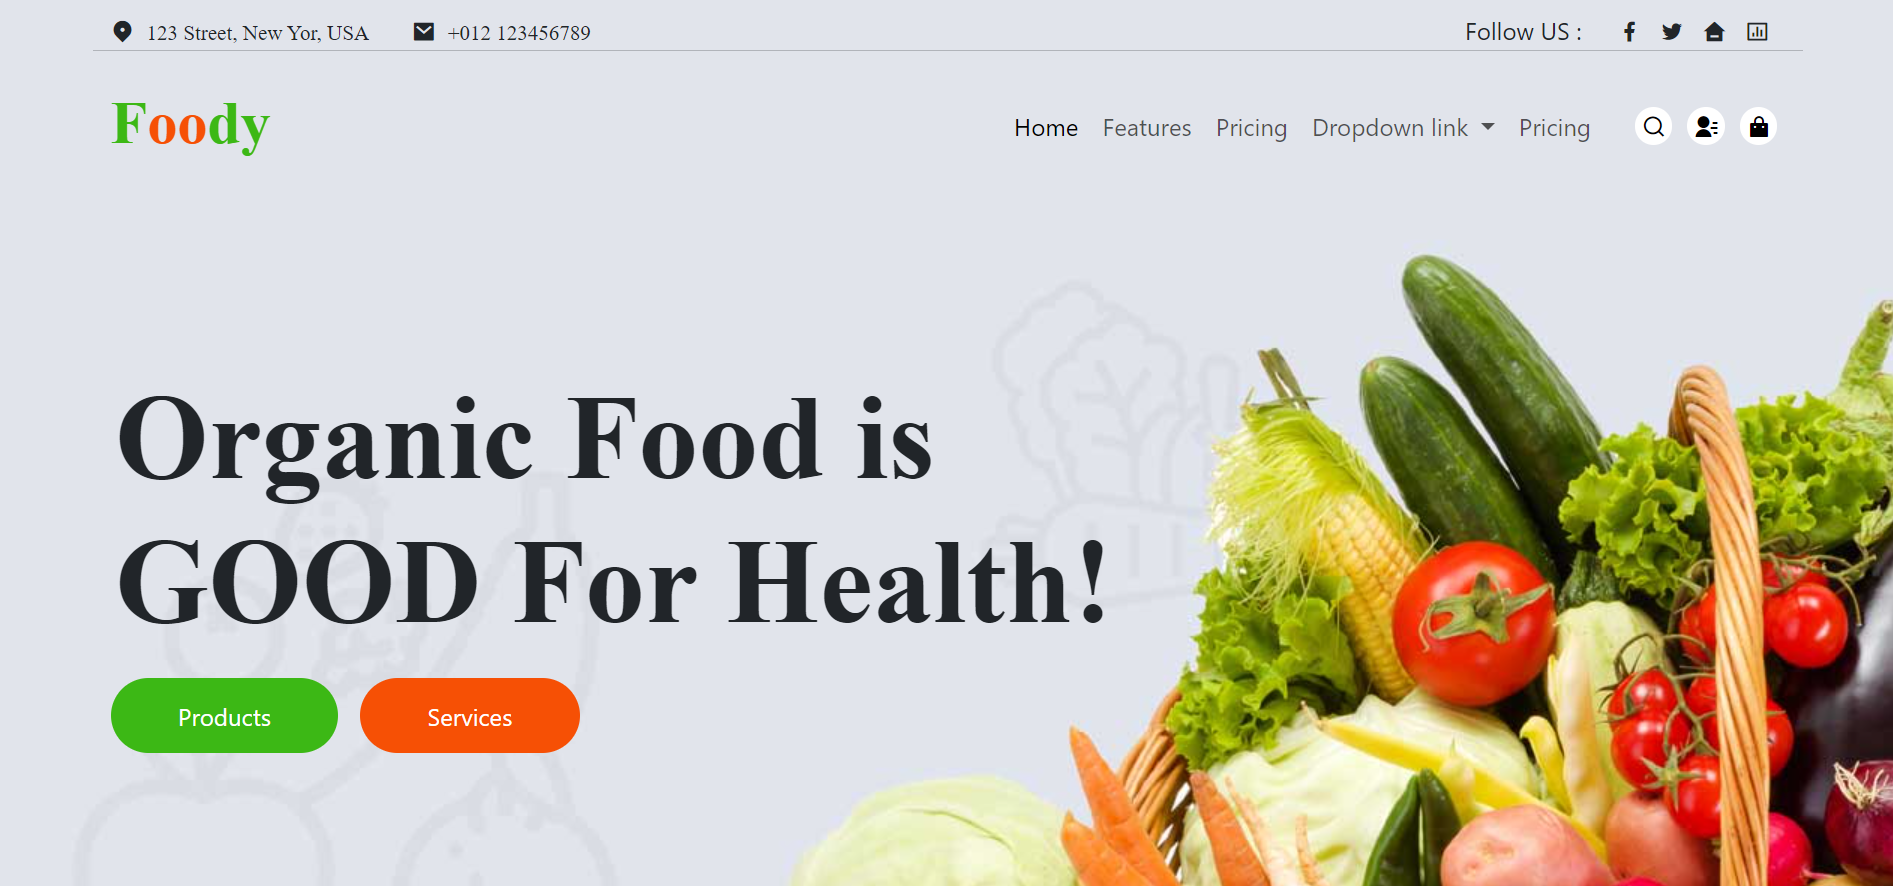 123 Street, New Yor, USA +012 123456789 Follow US :
Foody Home Features Pricing Dropdown link Pricing
Organic Food is
GOOD For Health!
Products Services